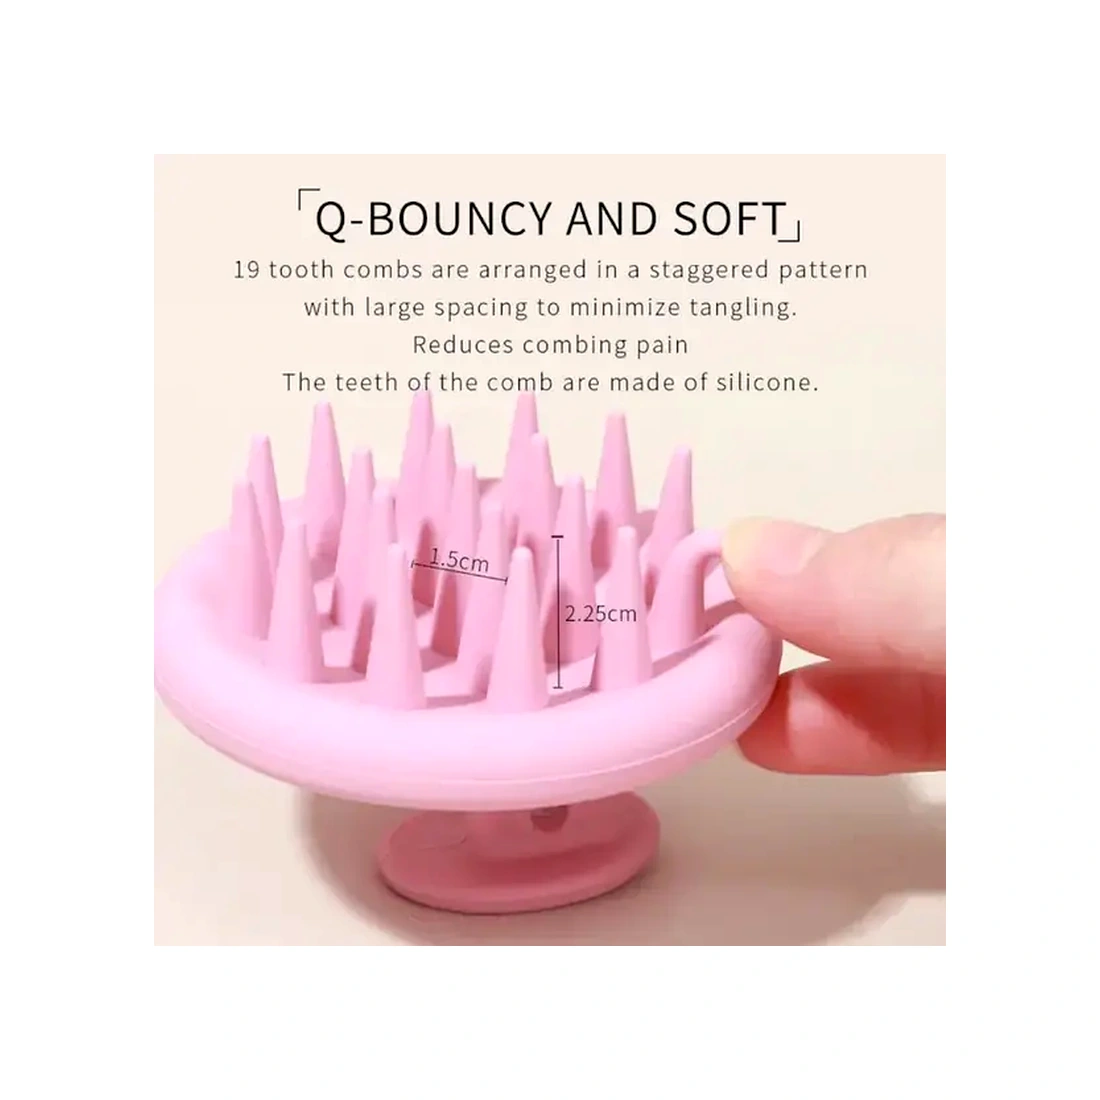 「Q-BOUNCY AND SOFT」
19 tooth combs are arranged in a staggered pattern
with large spacing to minimize tangling.
Reduces combing pain
The teeth of the comb are made of silicone.
1.5cm
2.25cm